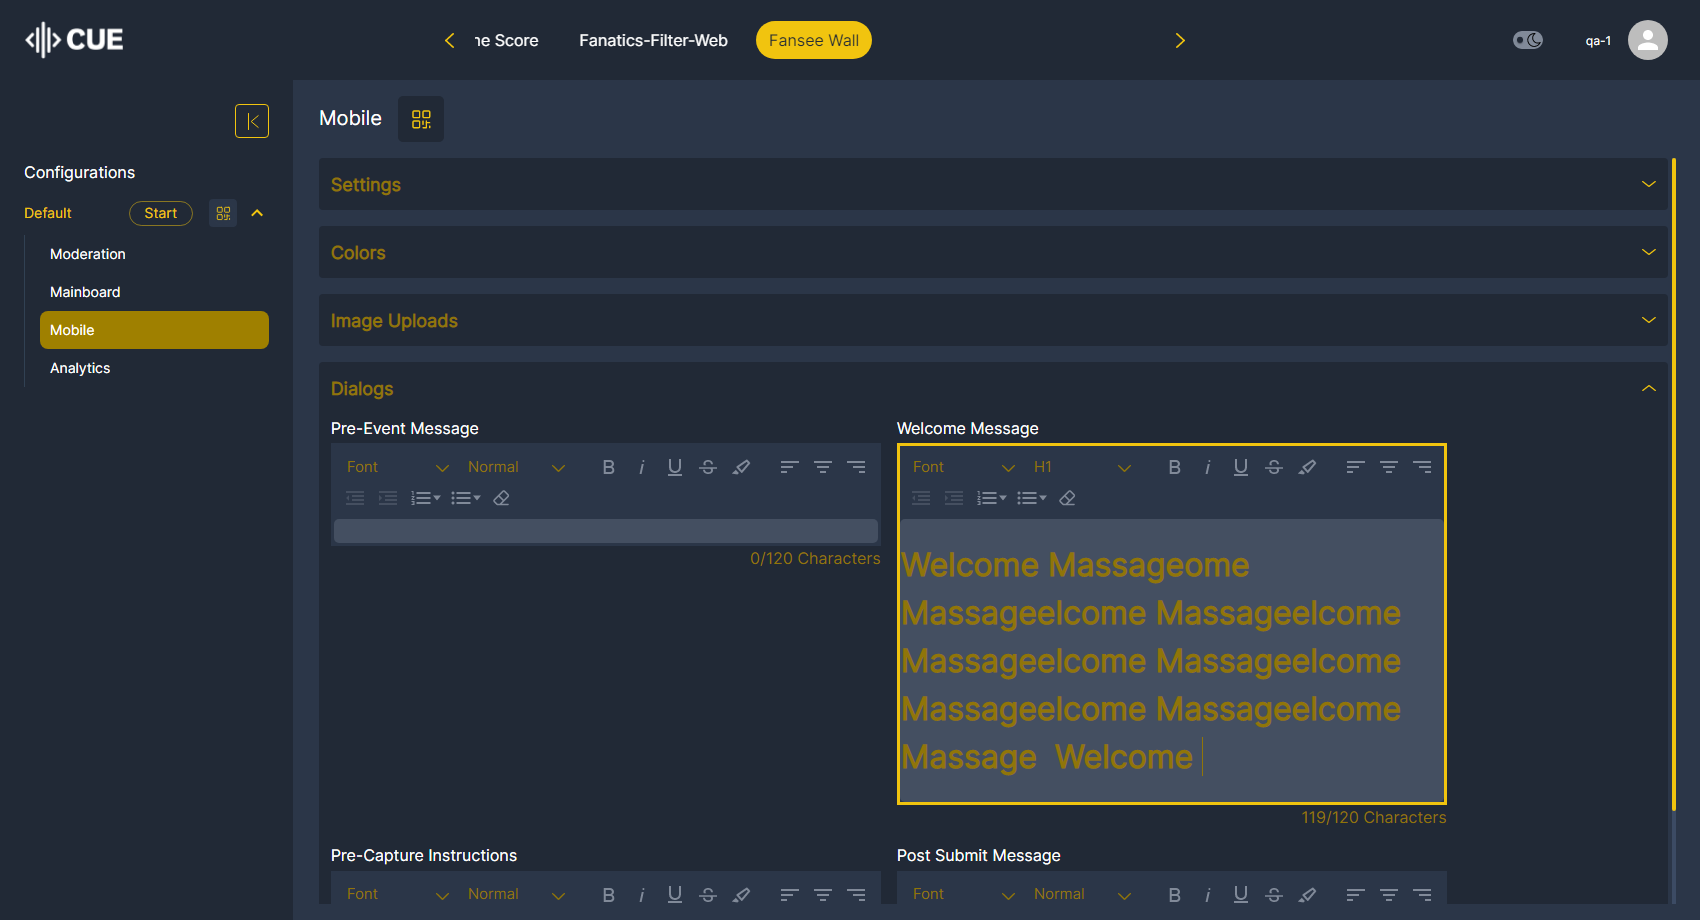 CUE
ne Score
Fanatics-Filter-Web
Fansee Wall
qa-1
Mobile
Configurations
Default
Start
Moderation
Mainboard
Mobile
Analytics
Settings
Colors
Image Uploads
Dialogs
Pre-Event Message
Font
Normal
0/120 Characters
Welcome Message
Font
H1
Welcome Massageome
Massageelcome Massageelcome
Massageelcome Massageelcome
Massageelcome Massageelcome
Massage  Welcome
119/120 Characters
Pre-Capture Instructions
Font
Normal
Post Submit Message
Font
Normal